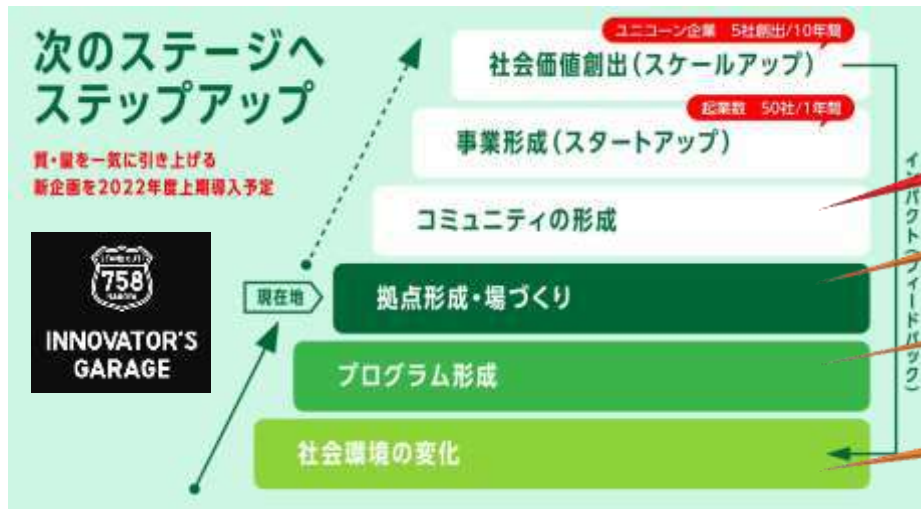 次のステージへ
ステップアップ
質・量を一気に引き上げる
新企画を2022年度上期導入予定
758
INNOVATOR'S
GARAGE
ユニコーン企業 5社創出/10年間
社会価値創出(スケールアップ)
起業数 50社/1年間
事業形成(スタートアップ)
コミュニティの形成
現在地
拠点形成・場づくり
プログラム形成
社会環境の変化
インパクト(フィードバック)